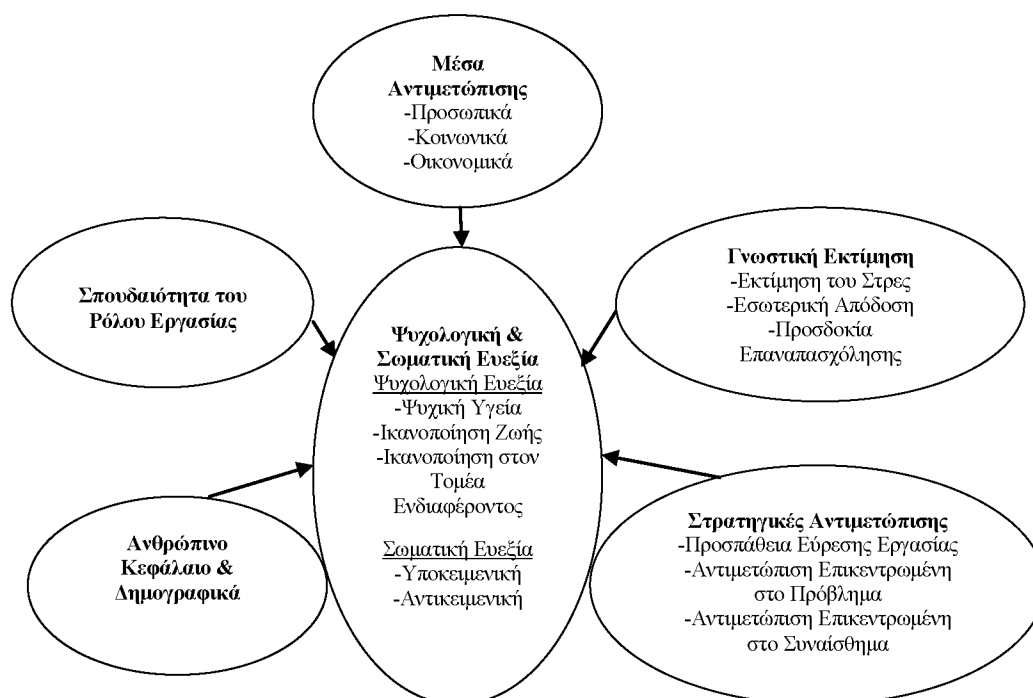 Μέσα
Αντιμετώπισης
-Προσωπικά
-Κοινωνικά
-Οικονομικά
Σπουδαιότητα του
Ρόλου Εργασίας
Γνωστική Εκτίμηση
-Εκτίμηση του Στρες
-Εσωτερική Απόδοση
-Προσδοκία
Επαναπασχόλησης
Ψυχολογική &
Σωματική Ευεξία
Ψυχολογική Ευεξία
-Ψυχική Υγεία
-Ικανοποίηση Ζωής
-Ικανοποίηση στον
Τομέα
Ενδιαφέροντος
Σωματική Ευεξία
-Υποκειμενική
-Αντικειμενική
Ανθρώπινο
Κεφάλαιο &
Δημογραφικά
Στρατηγικές Αντιμετώπισης
-Προσπάθεια Εύρεσης Εργασίας
-Αντιμετώπιση Επικεντρωμένη
στο Πρόβλημα
-Αντιμετώπιση Επικεντρωμένη
στο Συναίσθημα